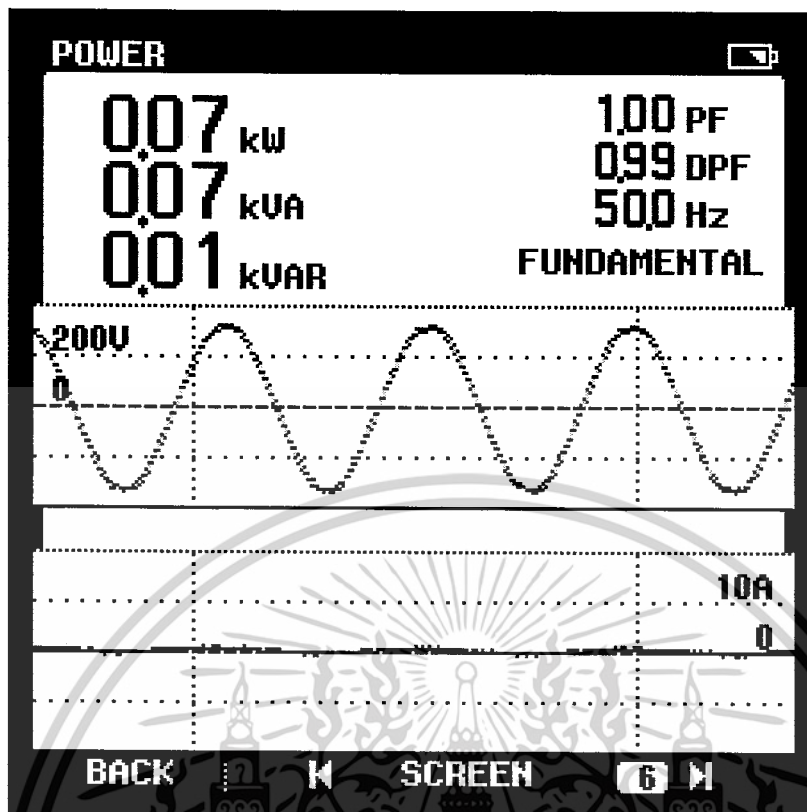 POWER
0.07 kW
1.00 PF
0.07 kVA
0.99 DPF
0.01 kVAR
50.0 Hz
FUNDAMENTAL
200V
0
10A
0
BACK SCREEN 6